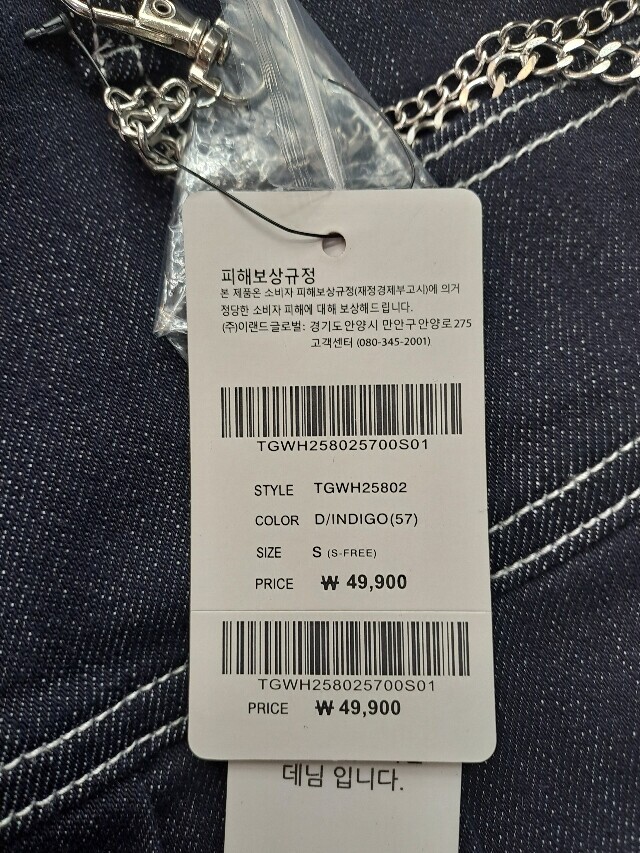 피해보상규정
본 제품은 소비자 피해보상규정(재정경제부고시)에 의거
정당한 소비자 피해에 대해 보상해드립니다.
(주)이랜드글로벌: 경기도안양시 만안구안양로275
고객센터 (080-345-2001)
TGWH258025700S01
STYLE TGWH25802
COLOR D/INDIGO(57)
SIZE S (S-FREE)
PRICE ₩ 49,900
TGWH258025700S01
PRICE ₩ 49,900
데님 입니다.